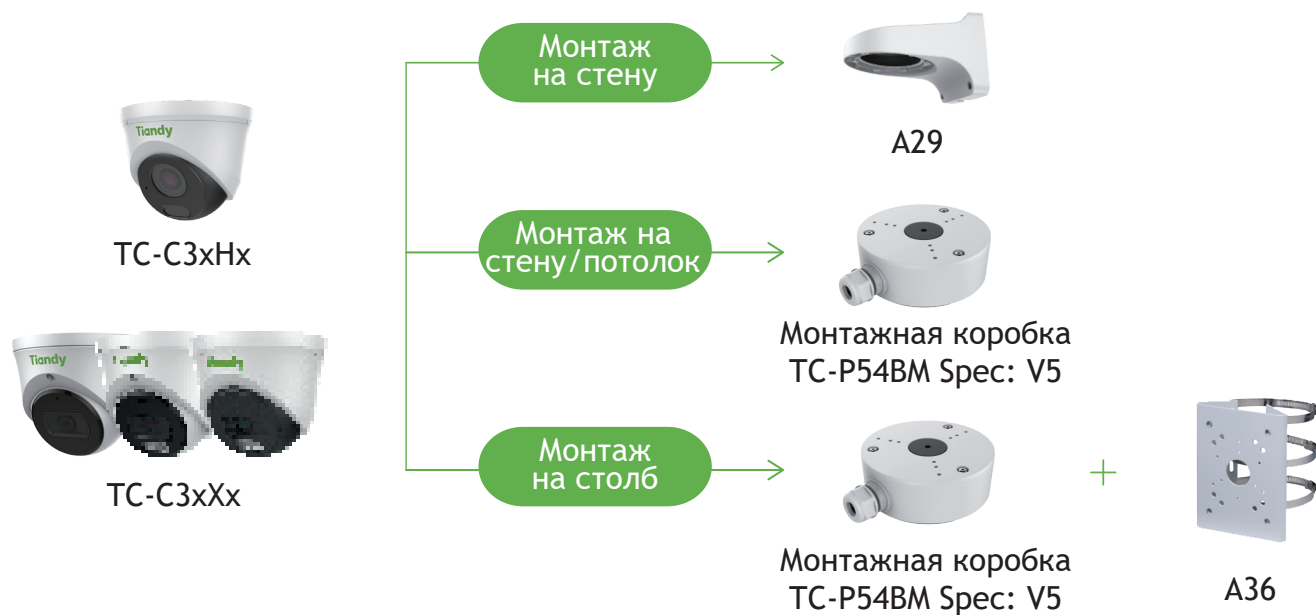 Tiandy
TC-C3xHx
Tiandy
TC-C3xXx
Монтаж
на стену
A29
Монтаж на
стену/потолок
Монтажная коробка
TC-P54BM Spec: V5
Монтаж
на столб
Монтажная коробка
TC-P54BM Spec: V5
+
A36